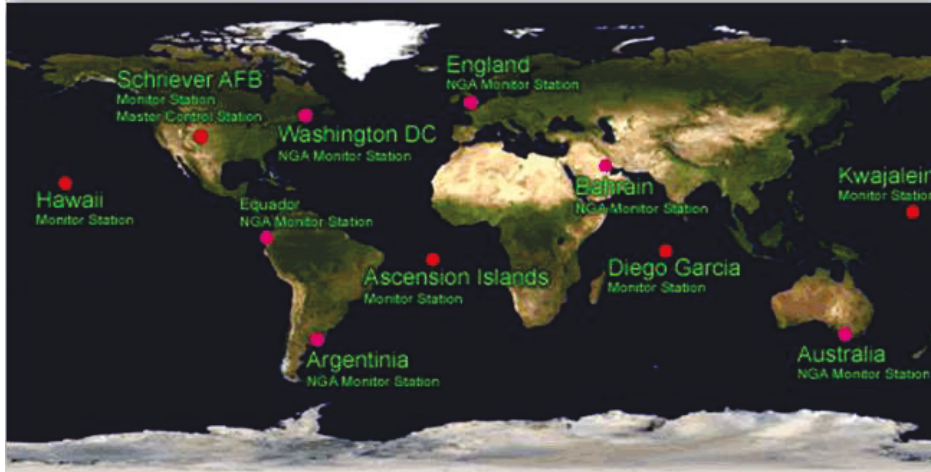 Schriever AFB
Monitor Station
Master Control Station
England
NGA Monitor Station
Washington DC
NGA Monitor Station
Hawaii
Monitor Station
Equador
NGA Monitor Station
Bahrain
NGA Monitor Station
Kwajalein
Monitor Station
Ascension Islands
Monitor Station
Diego Garcia
Monitor Station
Argentinia
NGA Monitor Station
Australia
NGA Monitor Station